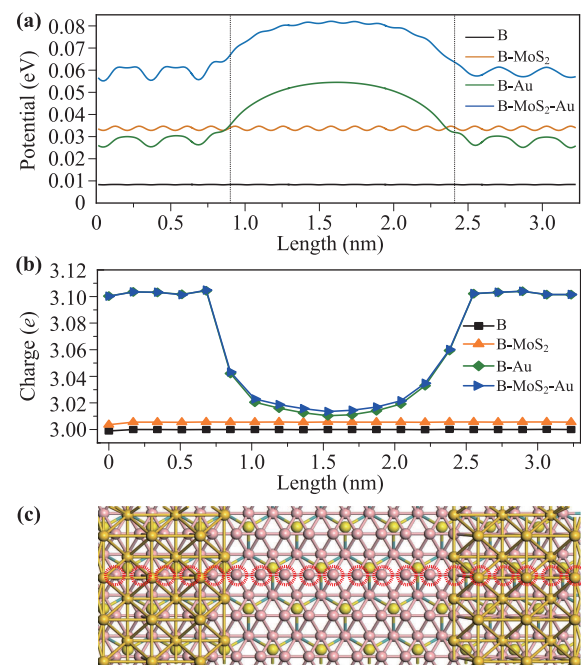 (a)
0.08
0.07
0.06
0.05
0.04
0.03
0.02
0.01
0
Potential (eV)
B
B-MoS₂
B-Au
B-MoS₂-Au
0 0.5 1.0 1.5 2.0 2.5 3.0
Length (nm)
(b)
3.12
3.10
3.08
3.06
3.04
3.02
3.00
Charge (e)
B
B-MoS₂
B-Au
B-MoS₂-Au
0 0.5 1.0 1.5 2.0 2.5 3.0
Length (nm)
(c)